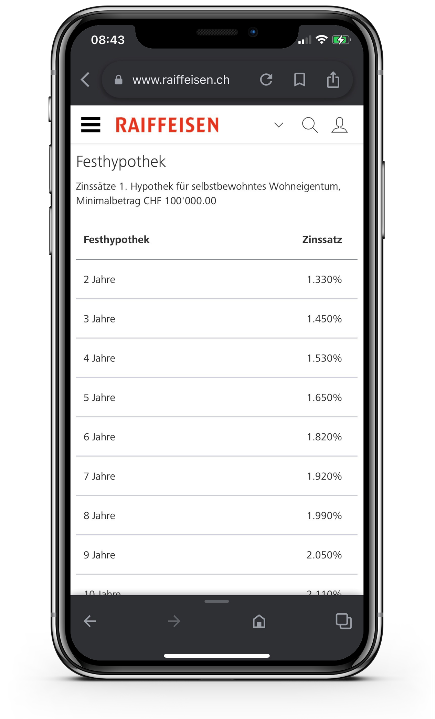 08:43
www.raiffeisen.ch
RAIFFEISEN
Festhypothek
Zinssätze 1. Hypothek für selbstbewohntes Wohneigentum,
Minimalbetrag CHF 100'000.00
Festhypothek Zinssatz
2 Jahre 1.330%
3 Jahre 1.450%
4 Jahre 1.530%
5 Jahre 1.650%
6 Jahre 1.820%
7 Jahre 1.920%
8 Jahre 1.990%
9 Jahre 2.050%
10 Jahre 2.110%